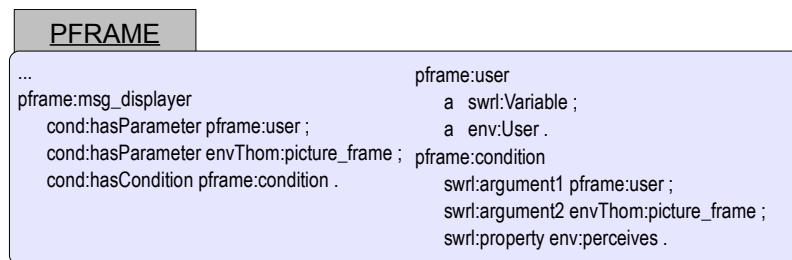 PFRAME
...
pframe:msg_displayer
cond:hasParameter pframe:user ;
cond:hasParameter envThom:picture_frame ;
cond:hasCondition pframe:condition .
pframe:user
a swrl:Variable ;
a env:User .
pframe:condition
swrl:argument1 pframe:user ;
swrl:argument2 envThom:picture_frame ;
swrl:property env:perceives .